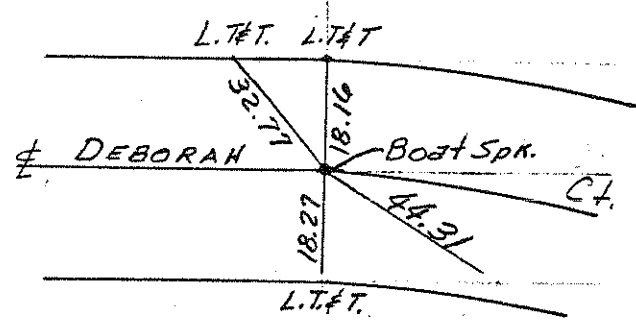 L.T.&T. L.T&T
32.77
18.16
℄ DEBORAH
Boat Spk.
Ct.
18.27
44.31
L.T.&T.